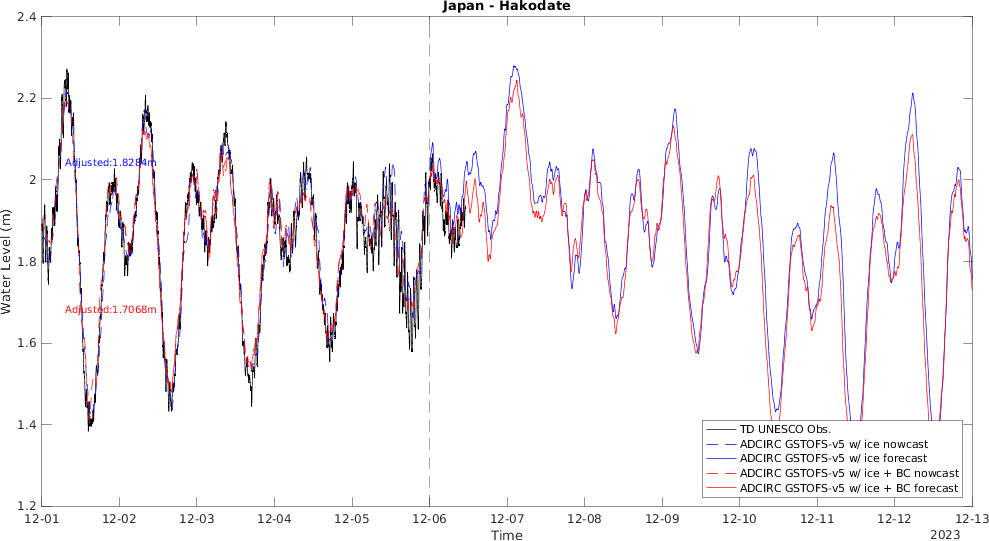 Japan - Hakodate
2.4
2.2
2
1.8
1.6
1.4
1.2
Water Level (m)
Adjusted:1.8284m
Adjusted:1.7068m
TD UNESCO Obs.
ADCIRC GSTOFS-v5 w/ ice nowcast
ADCIRC GSTOFS-v5 w/ ice forecast
ADCIRC GSTOFS-v5 w/ ice + BC nowcast
ADCIRC GSTOFS-v5 w/ ice + BC forecast
12-01 12-02 12-03 12-04 12-05 12-06 12-07 12-08 12-09 12-10 12-11 12-12 12-13
Time
2023